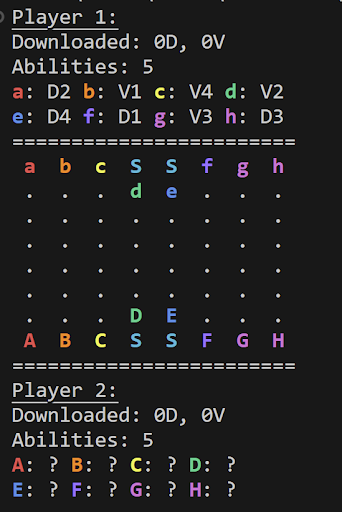 Player 1:
Downloaded: 0D, 0V
Abilities: 5
a: D2 b: V1 c: V4 d: V2
e: D4 f: D1 g: V3 h: D3
=======================
a b c S S f g h
. . . d e . . .
. . . . . . . .
. . . . . . . .
. . . . . . . .
. . . . . . . .
. . . D E . . .
A B C S S F G H
=======================
Player 2:
Downloaded: 0D, 0V
Abilities: 5
A: ? B: ? C: ? D: ?
E: ? F: ? G: ? H: ?